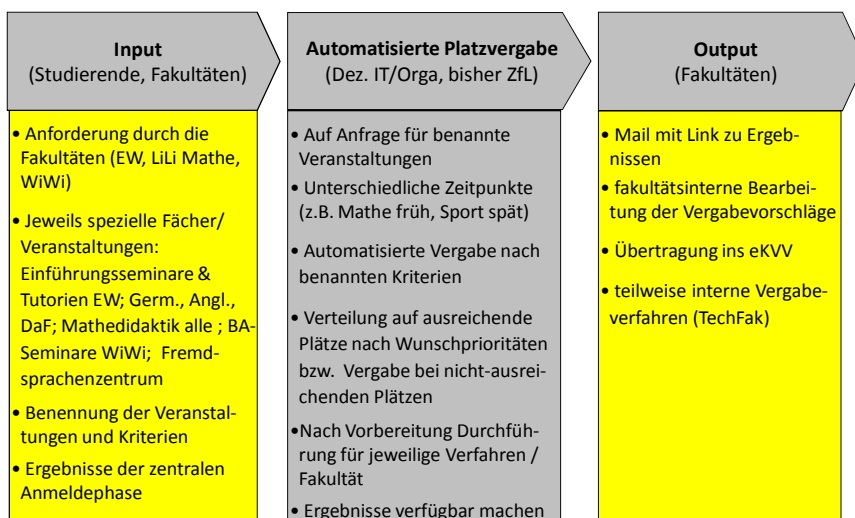 Input
(Studierende, Fakultäten)
• Anforderung durch die
Fakultäten (EW, LiLi Mathe,
WiWi)
• Jeweils spezielle Fächer/
Veranstaltungen:
Einführungsseminare &
Tutorien EW; Germ., Angl.,
DaF; Mathedidaktik alle ; BA-
Seminare WiWi; Fremd-
sprachenzentrum
• Benennung der Veranstal-
tungen und Kriterien
• Ergebnisse der zentralen
Anmeldephase
Automatisierte Platzvergabe
(Dez. IT/Orga, bisher ZfL)
• Auf Anfrage für benannte
Veranstaltungen
• Unterschiedliche Zeitpunkte
(z.B. Mathe früh, Sport spät)
• Automatisierte Vergabe nach
benannten Kriterien
• Verteilung auf ausreichende
Plätze nach Wunschprioritäten
bzw. Vergabe bei nicht-ausrei-
chenden Plätzen
•Nach Vorbereitung Durchfüh-
rung für jeweilige Verfahren /
Fakultät
• Ergebnisse verfügbar machen
Output
(Fakultäten)
• Mail mit Link zu Ergeb-
nissen
• fakultätsinterne Bearbei-
tung der Vergabevorschläge
• Übertragung ins eKVV
• teilweise interne Vergabe-
verfahren (TechFak)